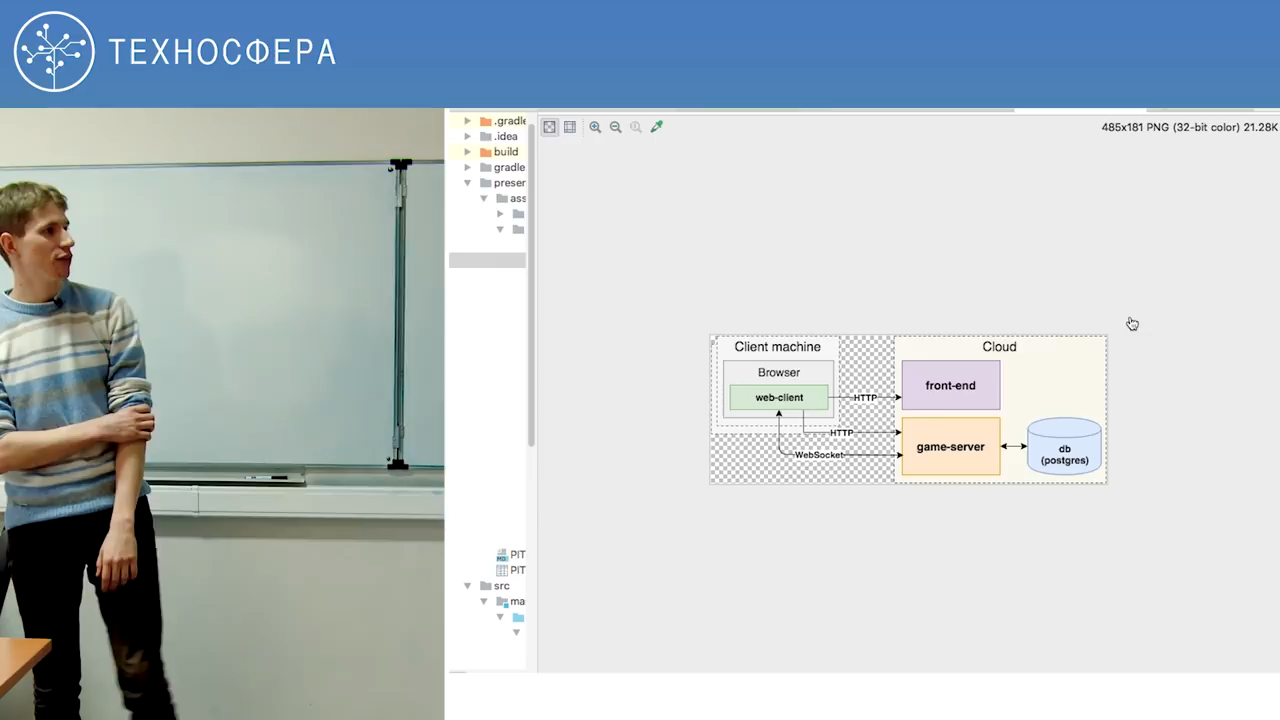 ТЕХНОСФЕРА
.gradle
.idea
build
gradle
preser
ass
PIT
PIT
src
ma
485x181 PNG (32-bit color) 21.28K
Client machine
Browser
web-client
HTTP
HTTP
WebSocket
Cloud
front-end
game-server
db
(postgres)